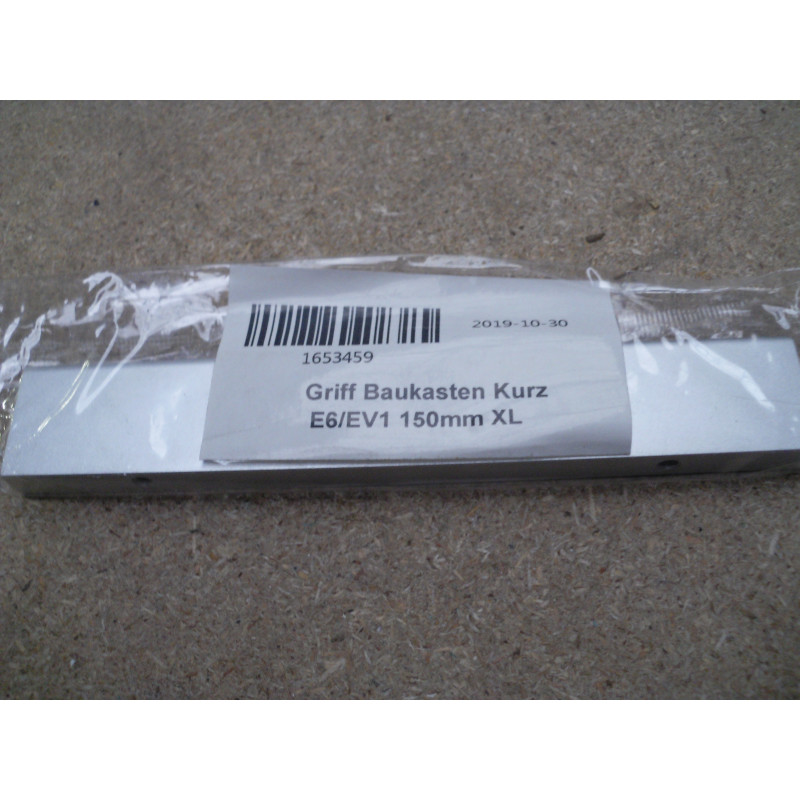 2019-10-30
1653459
Griff Baukasten Kurz
E6/EV1 150mm XL